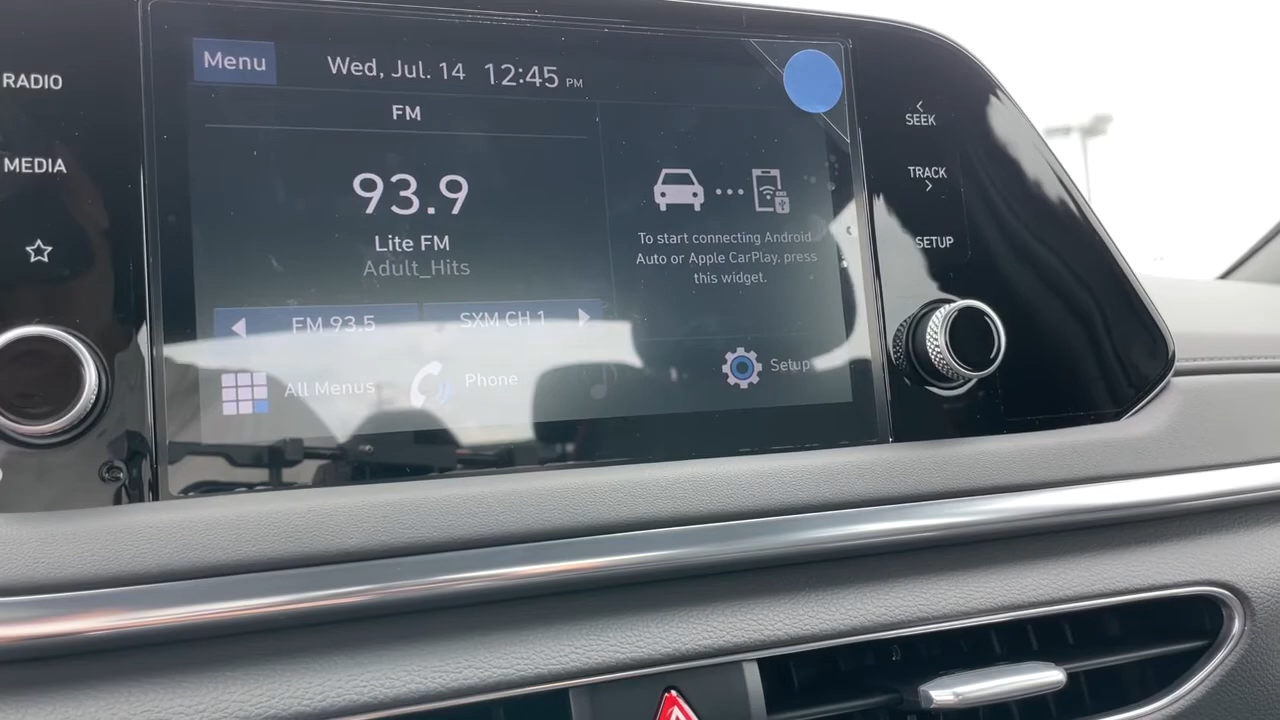 RADIO
MEDIA
Menu
Wed, Jul. 14 12:45 PM
FM
93.9
Lite FM
Adult_Hits
FM 93.5
SXM CH 1
All Menus
Phone
To start connecting Android
Auto or Apple CarPlay, press
this widget.
Setup
SEEK
TRACK
SETUP